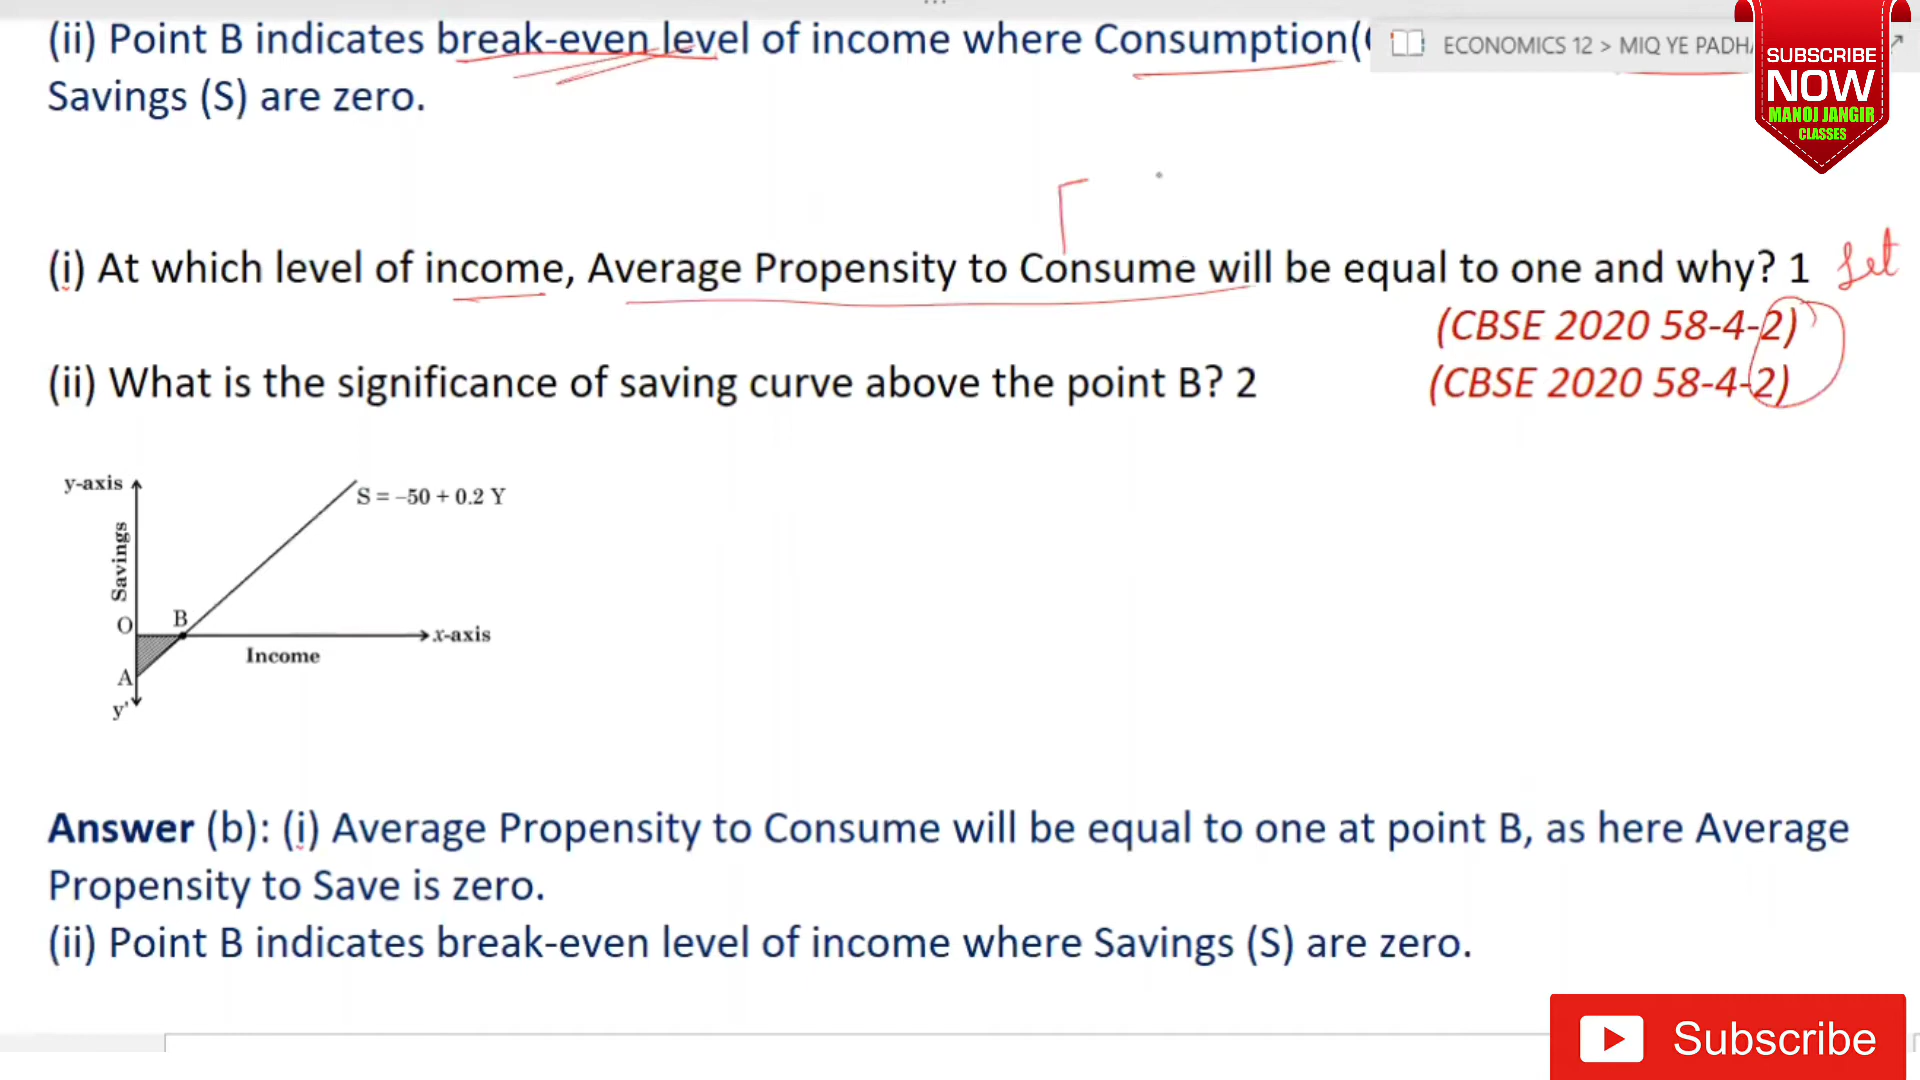 (ii) Point B indicates break-even level of income where Consumption(
ECONOMICS 12 > MIQ YE PADH
SUBSCRIBE
NOW
MANOJ JANGIR
CLASSES
Savings (S) are zero.
(i) At which level of income, Average Propensity to Consume will be equal to one and why? 1
(CBSE 2020 58-4-2)
(ii) What is the significance of saving curve above the point B? 2
(CBSE 2020 58-4-2)
y-axis
S = –50 + 0.2 Y
Savings
O
B
x-axis
Income
A
y'
Answer (b): (i) Average Propensity to Consume will be equal to one at point B, as here Average
Propensity to Save is zero.
(ii) Point B indicates break-even level of income where Savings (S) are zero.
Subscribe